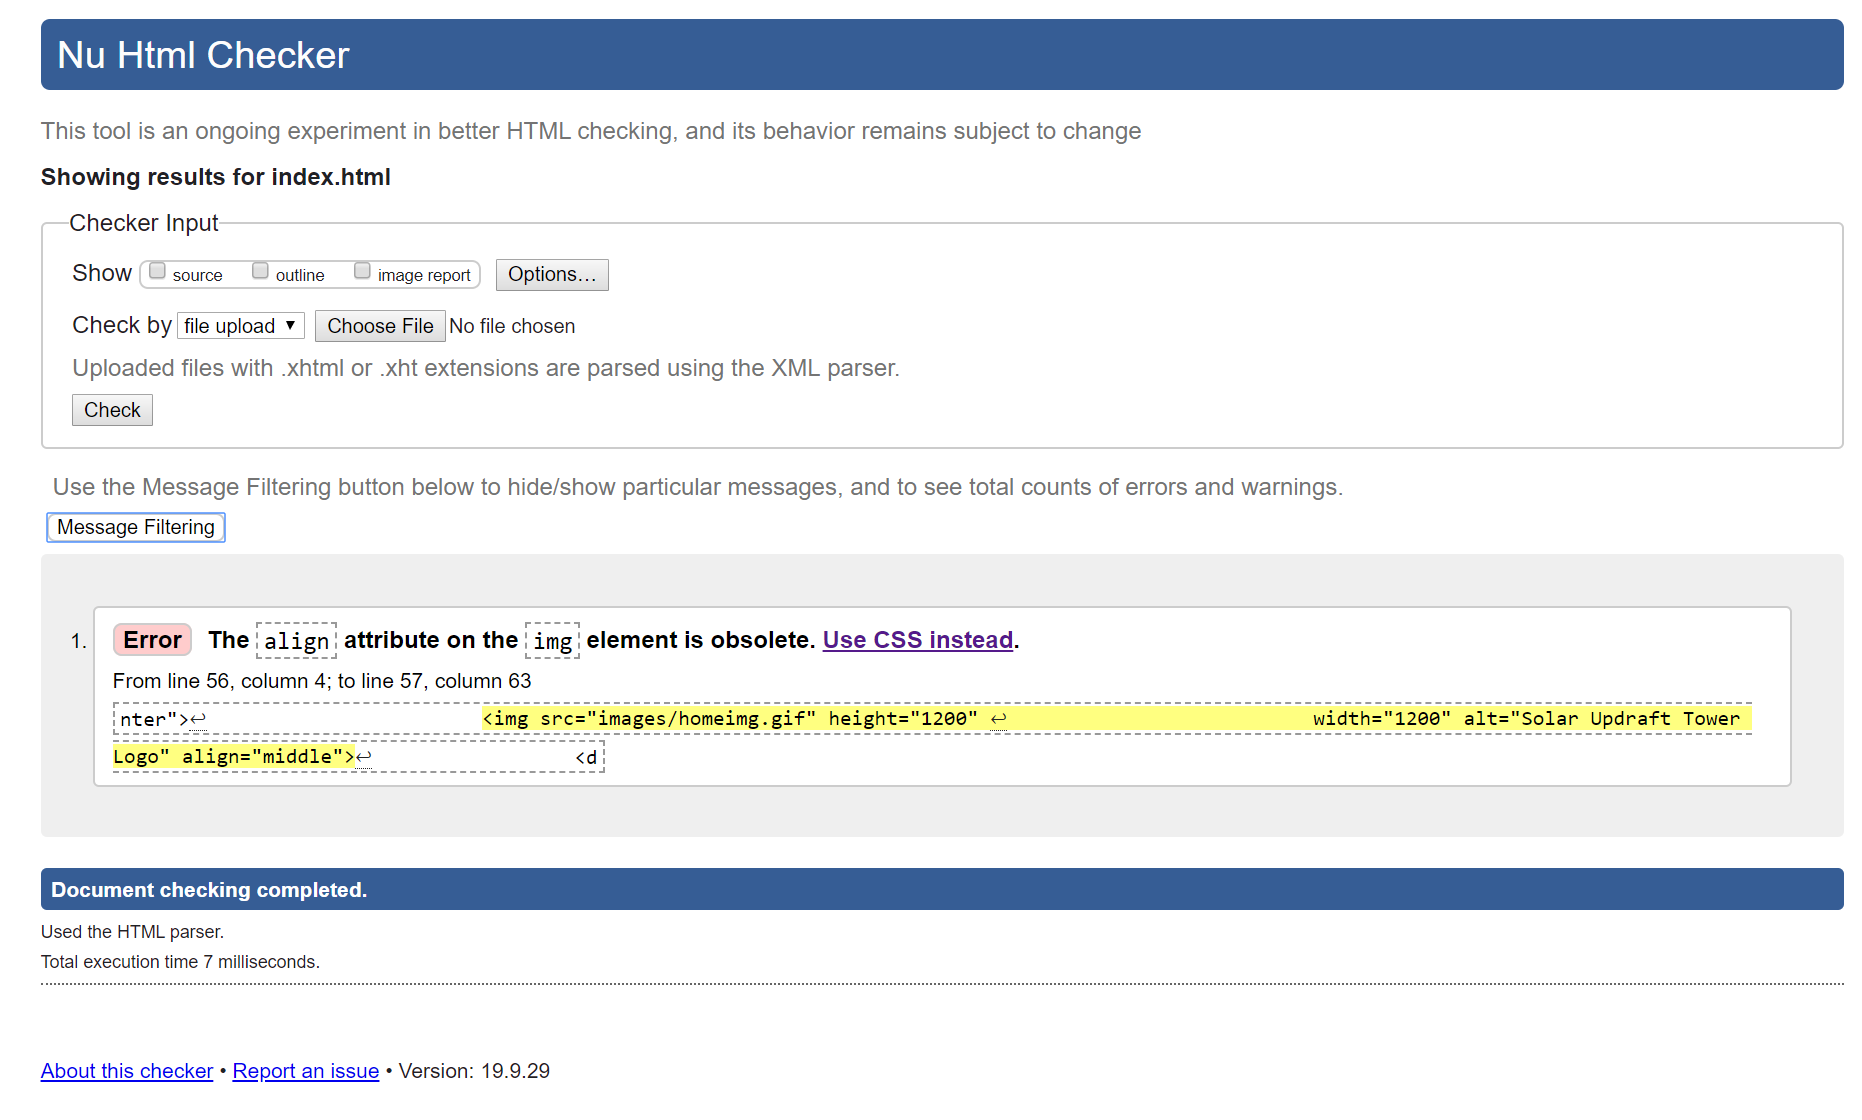 Nu Html Checker
This tool is an ongoing experiment in better HTML checking, and its behavior remains subject to change
Showing results for index.html
Checker Input
Show source outline image report Options...
Check by file upload ▼ Choose File No file chosen
Uploaded files with .xhtml or .xht extensions are parsed using the XML parser.
Check
Use the Message Filtering button below to hide/show particular messages, and to see total counts of errors and warnings.
Message Filtering
1. Error The align attribute on the img element is obsolete. Use CSS instead.
From line 56, column 4; to line 57, column 63
nter">↩ <img src="images/homeimg.gif" height="1200" ↩ width="1200" alt="Solar Updraft Tower
Logo" align="middle">↩ <d
Document checking completed.
Used the HTML parser.
Total execution time 7 milliseconds.
About this checker • Report an issue • Version: 19.9.29